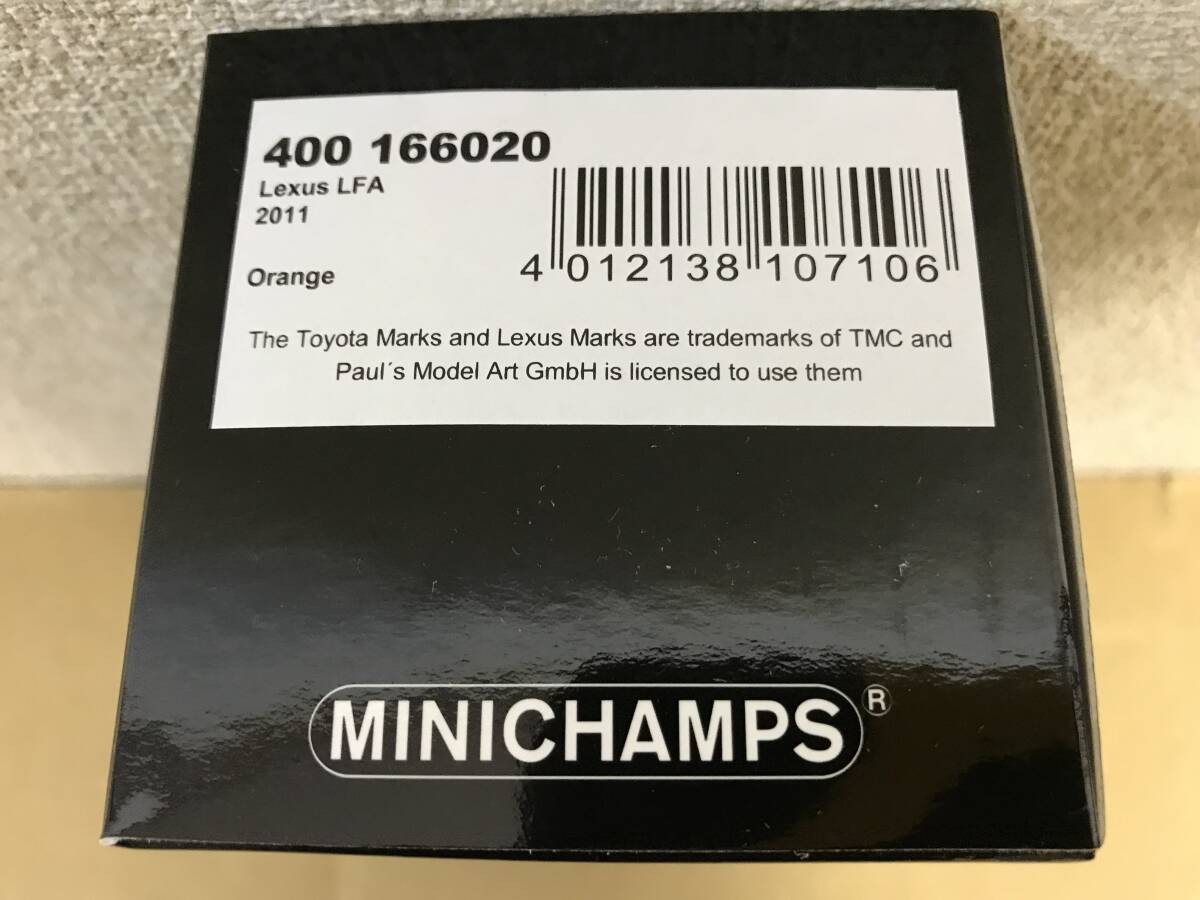 400 166020
Lexus LFA
2011
Orange
4 012138 107106
The Toyota Marks and Lexus Marks are trademarks of TMC and
Paul´s Model Art GmbH is licensed to use them
MINICHAMPS ®